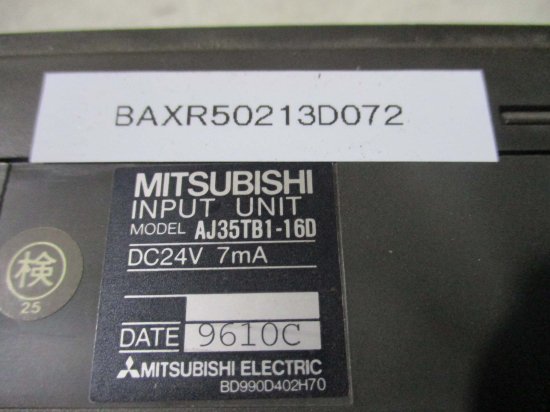 BAXR50213D072
MITSUBISHI
INPUT UNIT
MODEL AJ35TB1-16D
DC24V 7mA
DATE 9610C
MITSUBISHI ELECTRIC
BD990D402H70
検
25